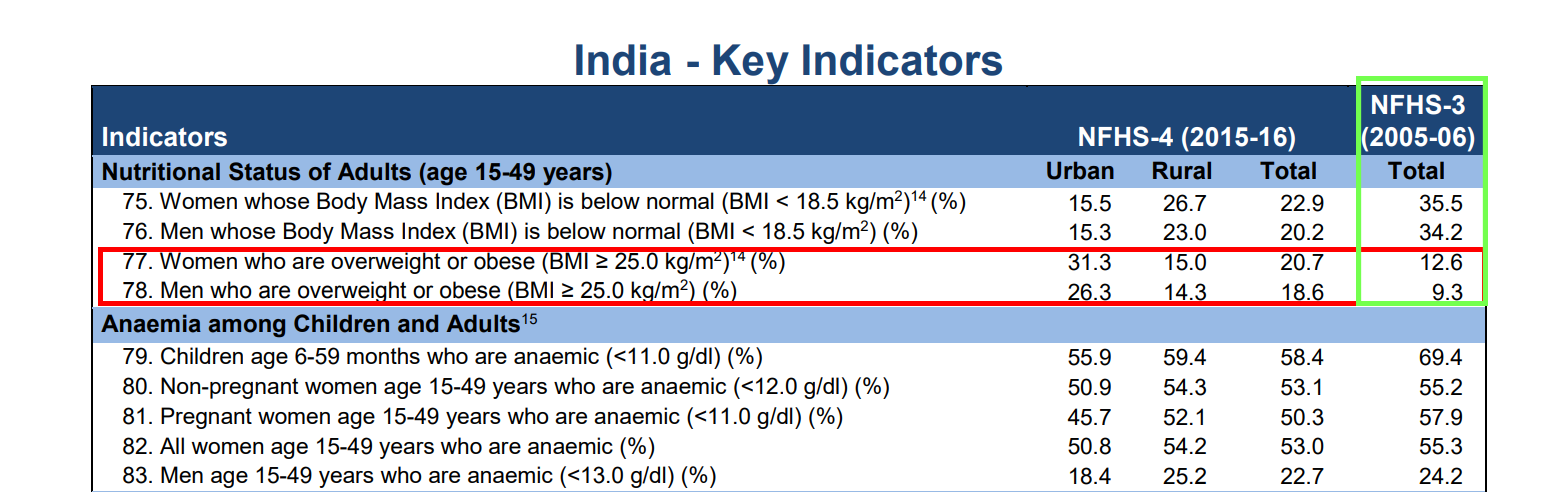 India - Key Indicators
Indicators NFHS-4 (2015-16) NFHS-3 (2005-06)
Nutritional Status of Adults (age 15-49 years) Urban Rural Total Total
75. Women whose Body Mass Index (BMI) is below normal (BMI < 18.5 kg/m²)¹⁴ (%) 15.5 26.7 22.9 35.5
76. Men whose Body Mass Index (BMI) is below normal (BMI < 18.5 kg/m²) (%) 15.3 23.0 20.2 34.2
77. Women who are overweight or obese (BMI ≥ 25.0 kg/m²)¹⁴ (%) 31.3 15.0 20.7 12.6
78. Men who are overweight or obese (BMI ≥ 25.0 kg/m²) (%) 26.3 14.3 18.6 9.3
Anaemia among Children and Adults¹⁵
79. Children age 6-59 months who are anaemic (<11.0 g/dl) (%) 55.9 59.4 58.4 69.4
80. Non-pregnant women age 15-49 years who are anaemic (<12.0 g/dl) (%) 50.9 54.3 53.1 55.2
81. Pregnant women age 15-49 years who are anaemic (<11.0 g/dl) (%) 45.7 52.1 50.3 57.9
82. All women age 15-49 years who are anaemic (%) 50.8 54.2 53.0 55.3
83. Men age 15-49 years who are anaemic (<13.0 g/dl) (%) 18.4 25.2 22.7 24.2